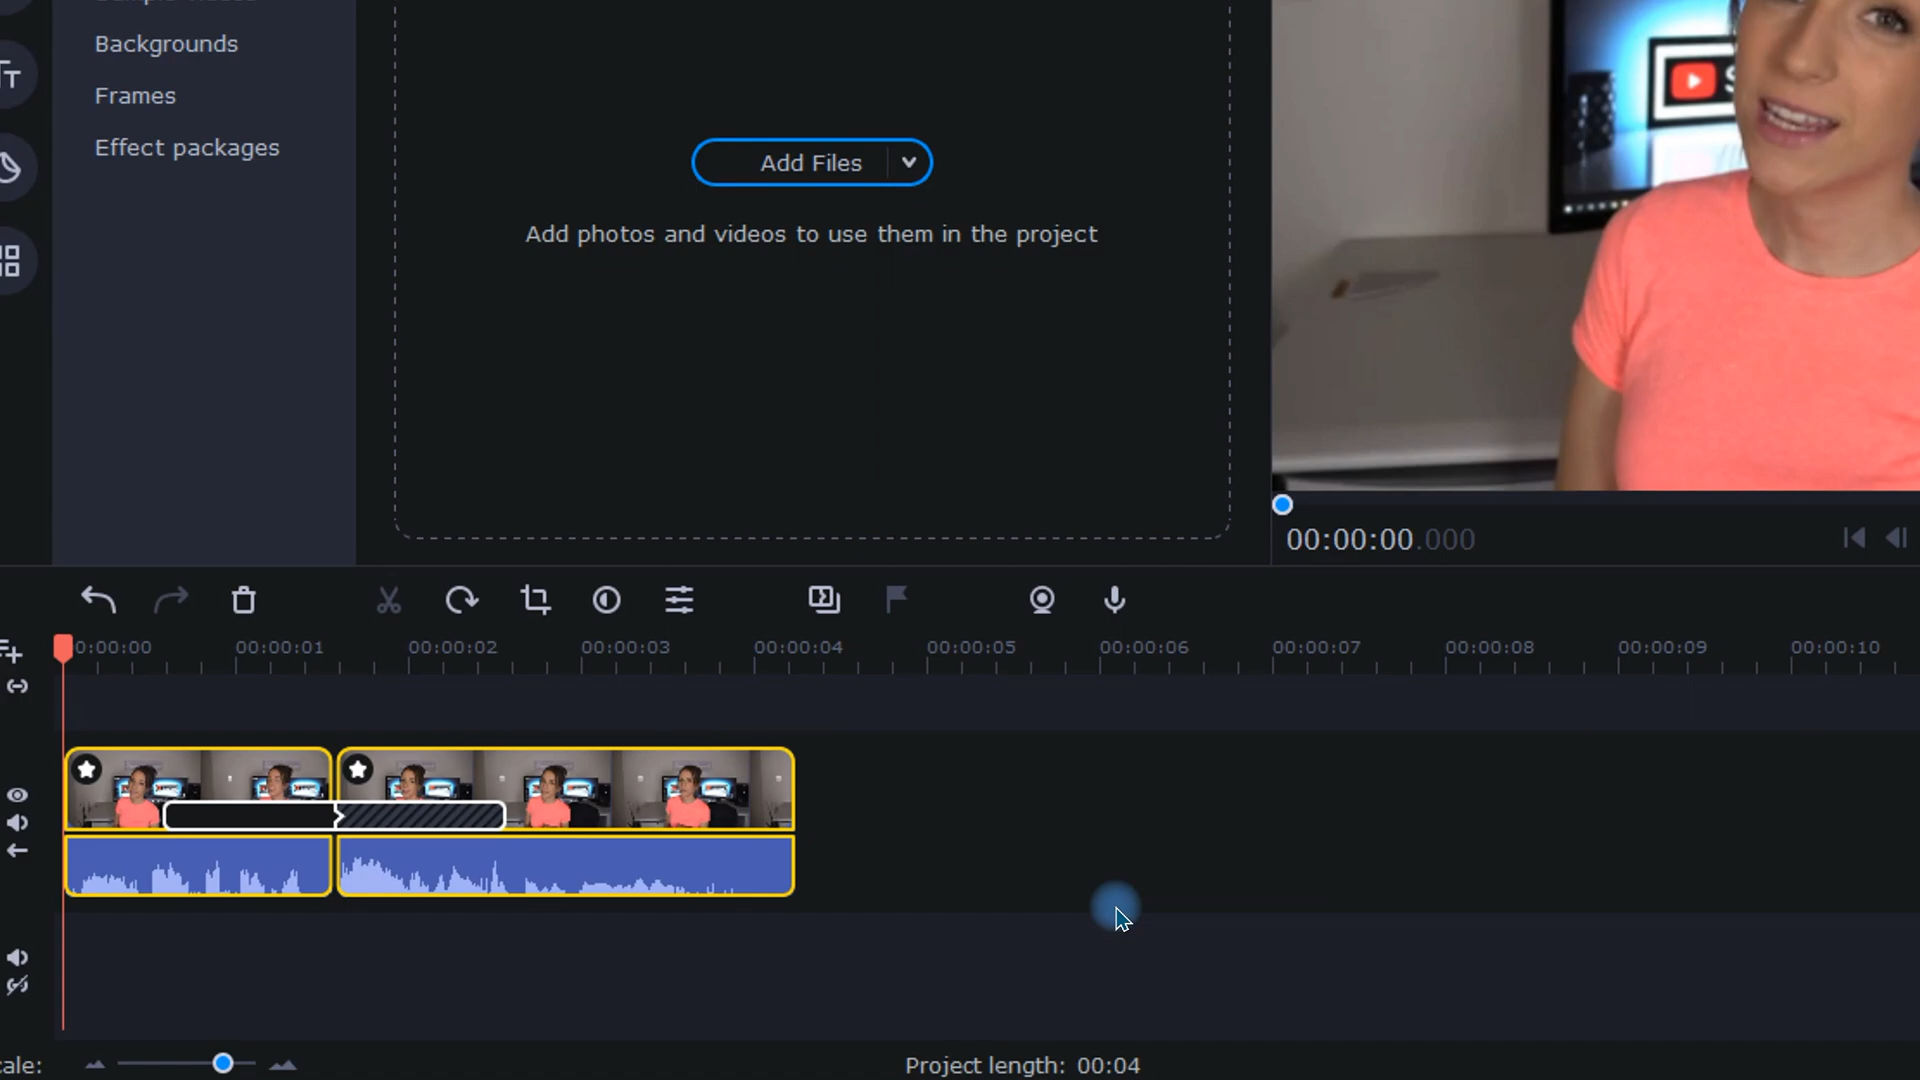 Backgrounds
Frames
Effect packages
Add Files
Add photos and videos to use them in the project
S
00:00:00.000
0:00:00 00:00:01 00:00:02 00:00:03 00:00:04 00:00:05 00:00:06 00:00:07 00:00:08 00:00:09 00:00:10
cale:
Project length: 00:04